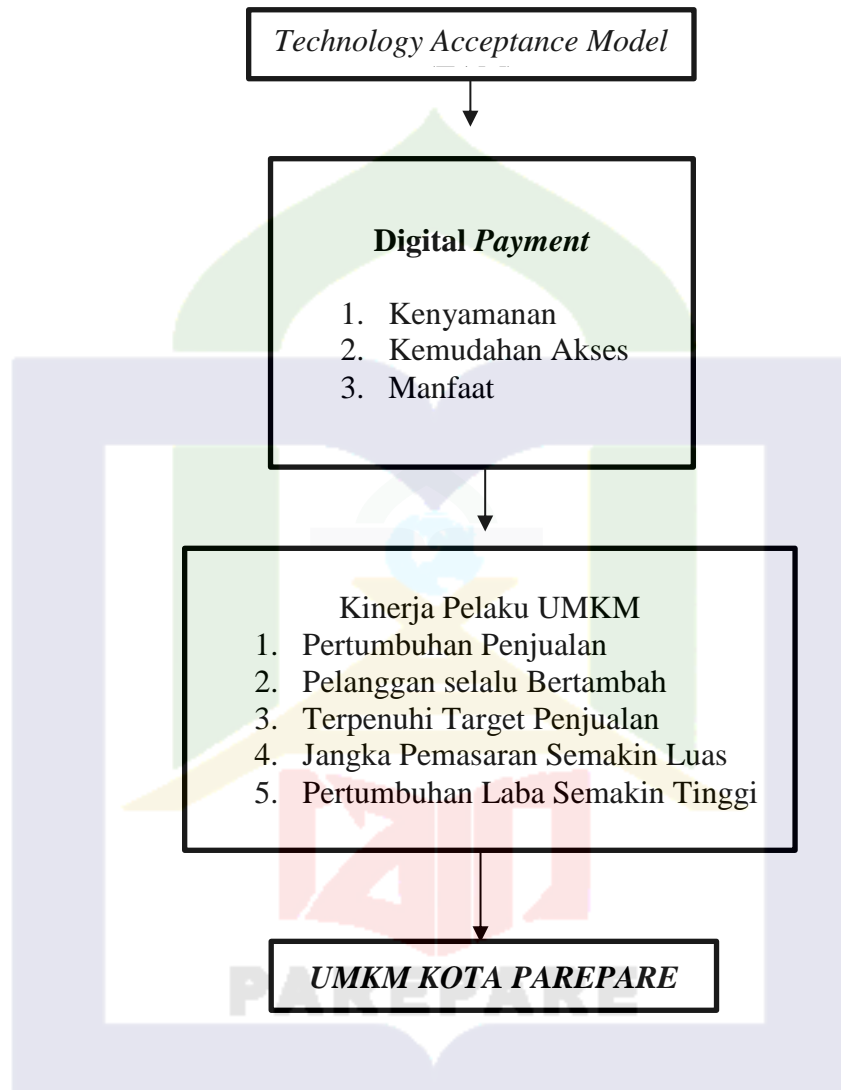 Technology Acceptance Model
Digital Payment
1. Kenyamanan
2. Kemudahan Akses
3. Manfaat
Kinerja Pelaku UMKM
1. Pertumbuhan Penjualan
2. Pelanggan selalu Bertambah
3. Terpenuhi Target Penjualan
4. Jangka Pemasaran Semakin Luas
5. Pertumbuhan Laba Semakin Tinggi
UMKM KOTA PAREPARE
PAREPARE